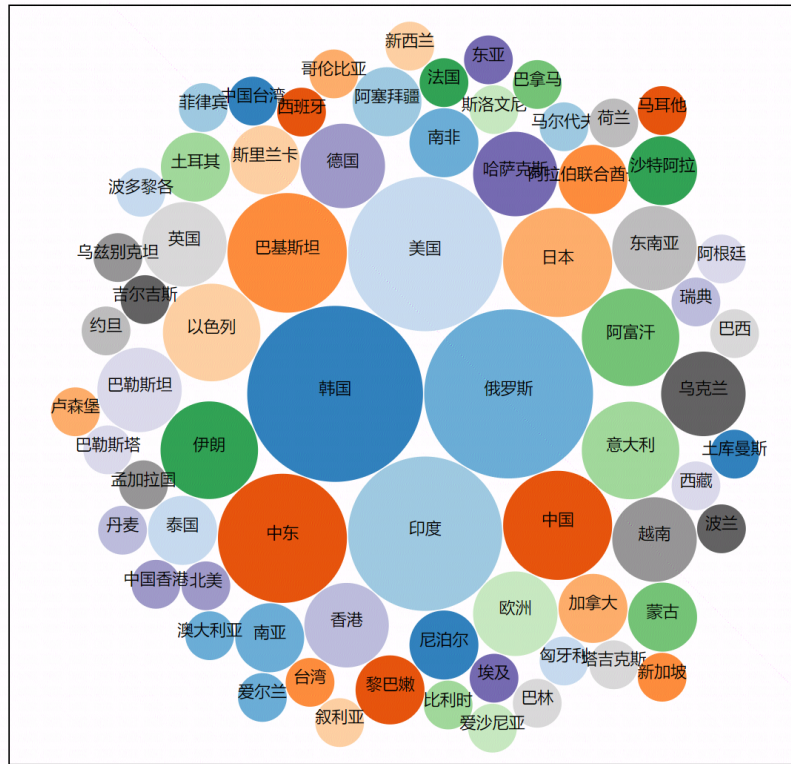 新西兰
东亚
哥伦比亚
法国
巴拿马
菲律宾
中国台湾
西班牙
阿塞拜疆
斯洛文尼
马尔代夫
荷兰
马耳他
土耳其
斯里兰卡
德国
南非
哈萨克斯
阿拉伯联合酋
沙特阿拉
波多黎各
英国
巴基斯坦
美国
日本
东南亚
阿根廷
乌兹别克坦
吉尔吉斯
瑞典
约旦
以色列
阿富汗
巴西
巴勒斯坦
韩国
俄罗斯
乌克兰
卢森堡
巴勒斯塔
伊朗
意大利
土库曼斯
孟加拉国
西藏
丹麦
泰国
中东
印度
中国
越南
波兰
中国香港
北美
香港
欧洲
加拿大
蒙古
澳大利亚
南亚
尼泊尔
匈牙利
塔吉克斯
爱尔兰
台湾
黎巴嫩
埃及
新加坡
叙利亚
比利时
巴林
爱沙尼亚